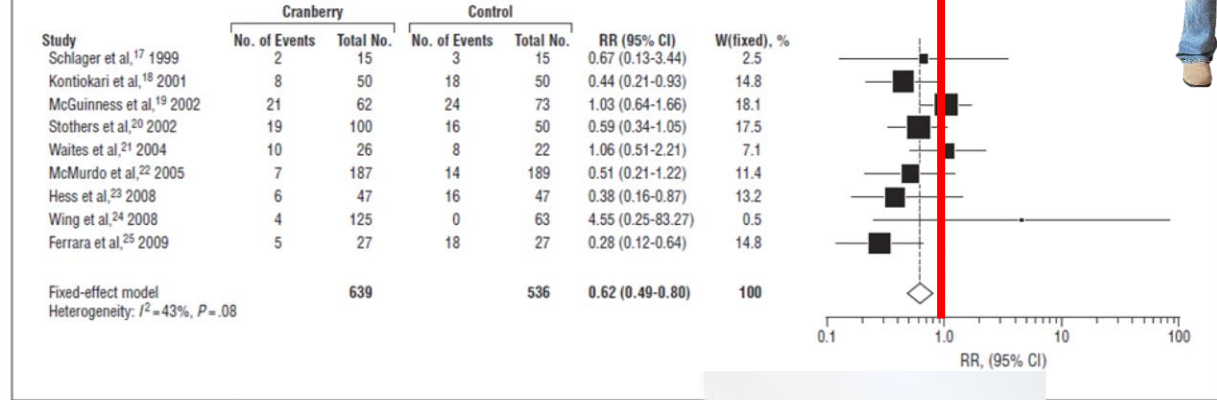 Cranberry Control
Study No. of Events Total No. No. of Events Total No. RR (95% CI) W(fixed), %
Schlager et al,17 1999 2 15 3 15 0.67 (0.13-3.44) 2.5
Kontiokari et al,18 2001 8 50 18 50 0.44 (0.21-0.93) 14.8
McGuinness et al,19 2002 21 62 24 73 1.03 (0.64-1.66) 18.1
Stothers et al,20 2002 19 100 16 50 0.59 (0.34-1.05) 17.5
Waites et al,21 2004 10 26 8 22 1.06 (0.51-2.21) 7.1
McMurdo et al,22 2005 7 187 14 189 0.51 (0.21-1.22) 11.4
Hess et al,23 2008 6 47 16 47 0.38 (0.16-0.87) 13.2
Wing et al,24 2008 4 125 0 63 4.55 (0.25-83.27) 0.5
Ferrara et al,25 2009 5 27 18 27 0.28 (0.12-0.64) 14.8
Fixed-effect model 639 536 0.62 (0.49-0.80) 100
Heterogeneity: I2=43%, P=.08
0.1 1.0 10 100
RR, (95% CI)